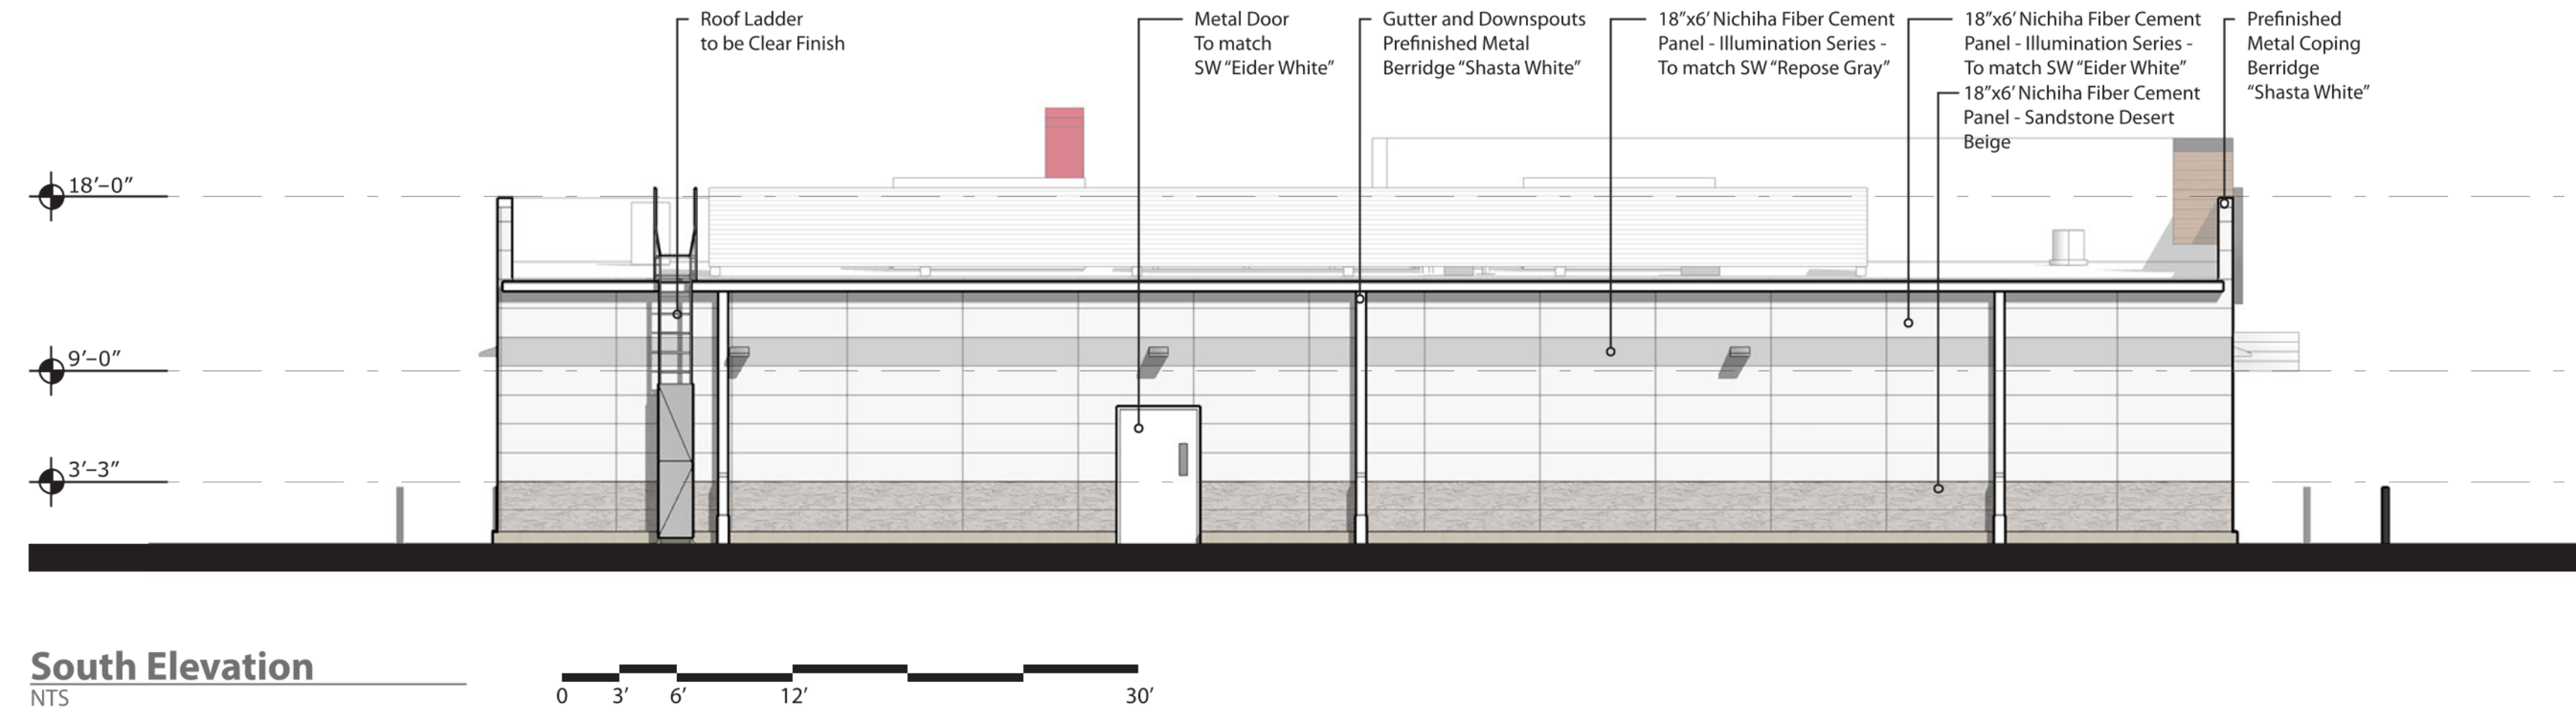 Roof Ladder
to be Clear Finish
Metal Door
To match
SW “Eider White”
Gutter and Downspouts
Prefinished Metal
Berridge “Shasta White”
18”x6’ Nichiha Fiber Cement
Panel - Illumination Series -
To match SW “Repose Gray”
18”x6’ Nichiha Fiber Cement
Panel - Illumination Series -
To match SW “Eider White”
18”x6’ Nichiha Fiber Cement
Panel - Sandstone Desert
Beige
Prefinished
Metal Coping
Berridge
“Shasta White”
18’–0”
9’–0”
3’–3”
South Elevation
NTS
0 3’ 6’ 12’ 30’